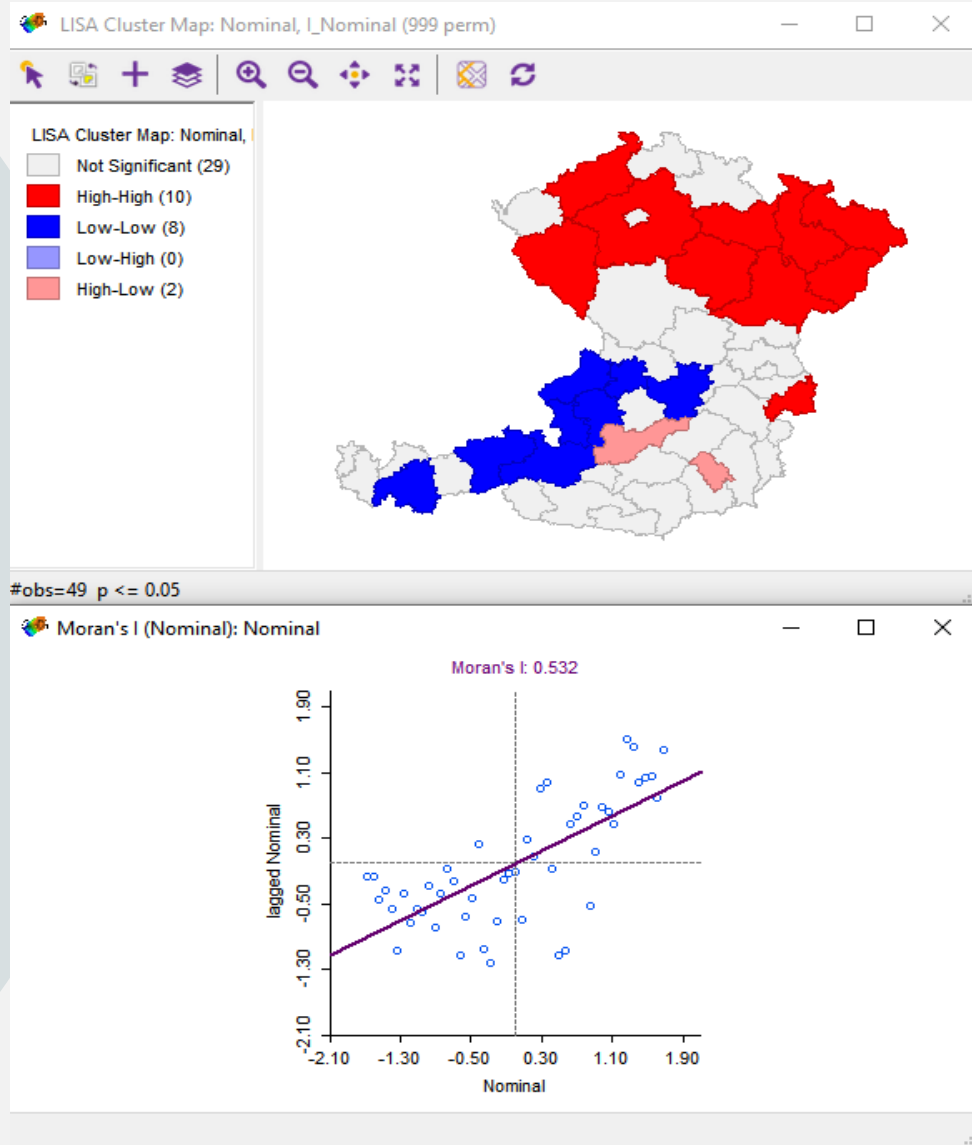 LISA Cluster Map: Nominal, I_Nominal (999 perm)
LISA Cluster Map: Nominal,
Not Significant (29)
High-High (10)
Low-Low (8)
Low-High (0)
High-Low (2)
#obs=49 p <= 0.05
Moran's I (Nominal): Nominal
Moran's I: 0.532
lagged Nominal
1.90
1.10
0.30
-0.50
-1.30
-2.10
-2.10 -1.30 -0.50 0.30 1.10 1.90
Nominal